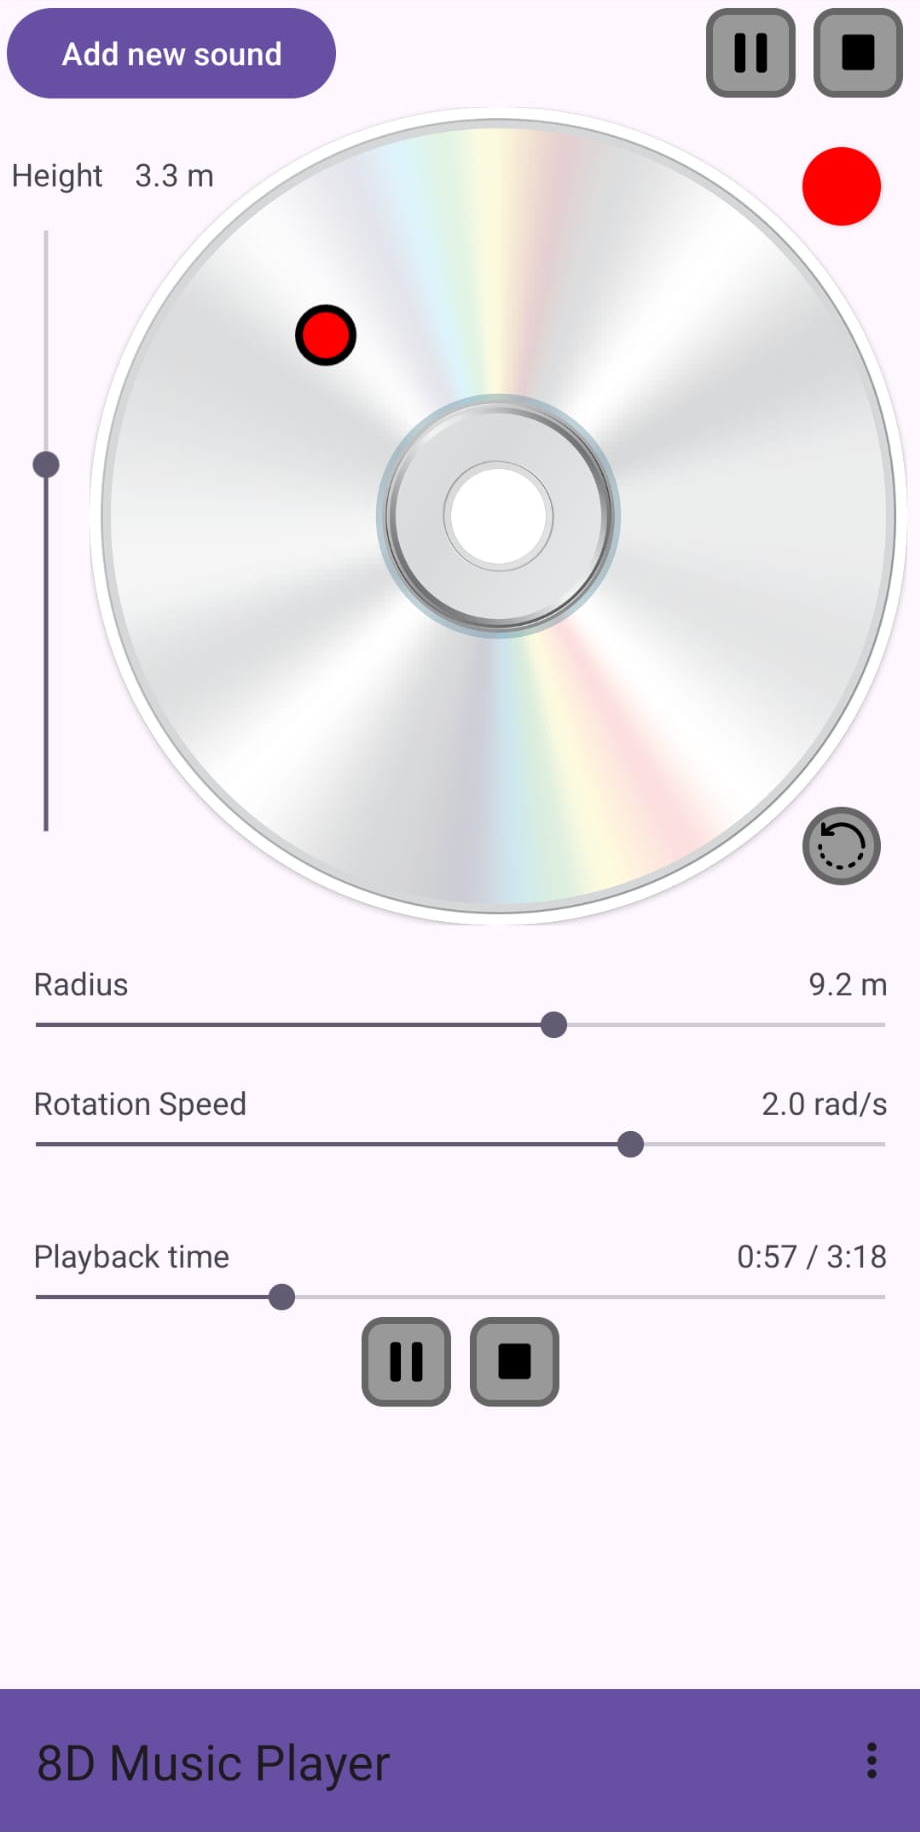 Add new sound
Height 3.3 m
Radius 9.2 m
Rotation Speed 2.0 rad/s
Playback time 0:57 / 3:18
8D Music Player